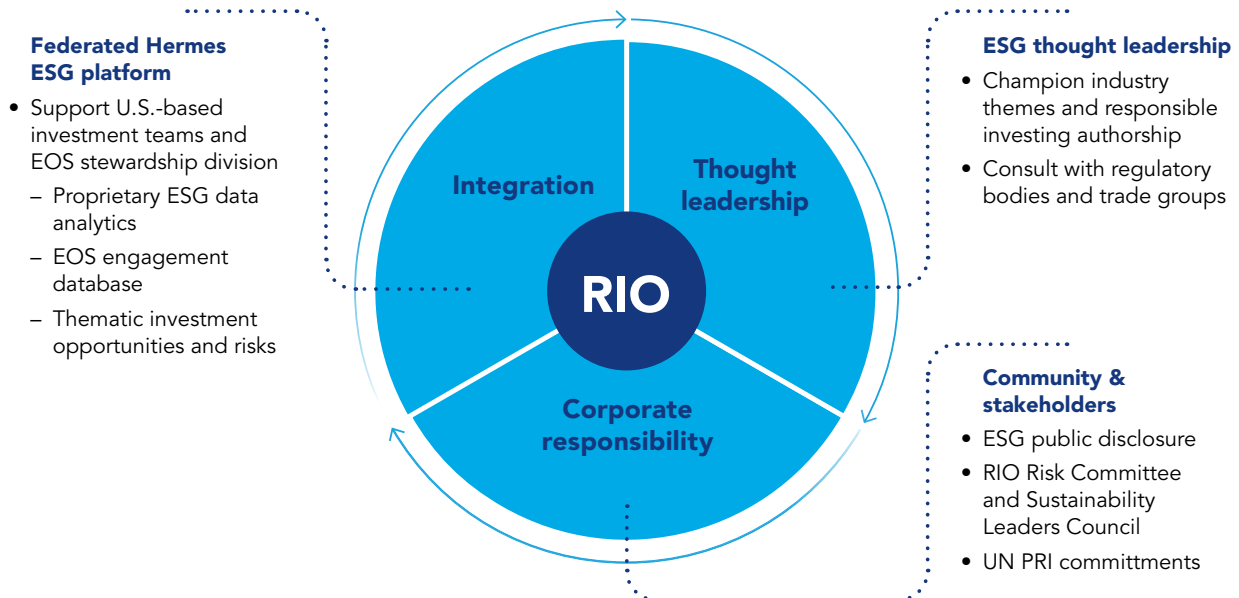 Federated Hermes
ESG platform
• Support U.S.-based
investment teams and
EOS stewardship division
– Proprietary ESG data
analytics
– EOS engagement
database
– Thematic investment
opportunities and risks
Integration
Thought
leadership
RIO
Corporate
responsibility
ESG thought leadership
• Champion industry
themes and responsible
investing authorship
• Consult with regulatory
bodies and trade groups
Community &
stakeholders
• ESG public disclosure
• RIO Risk Committee
and Sustainability
Leaders Council
• UN PRI committments